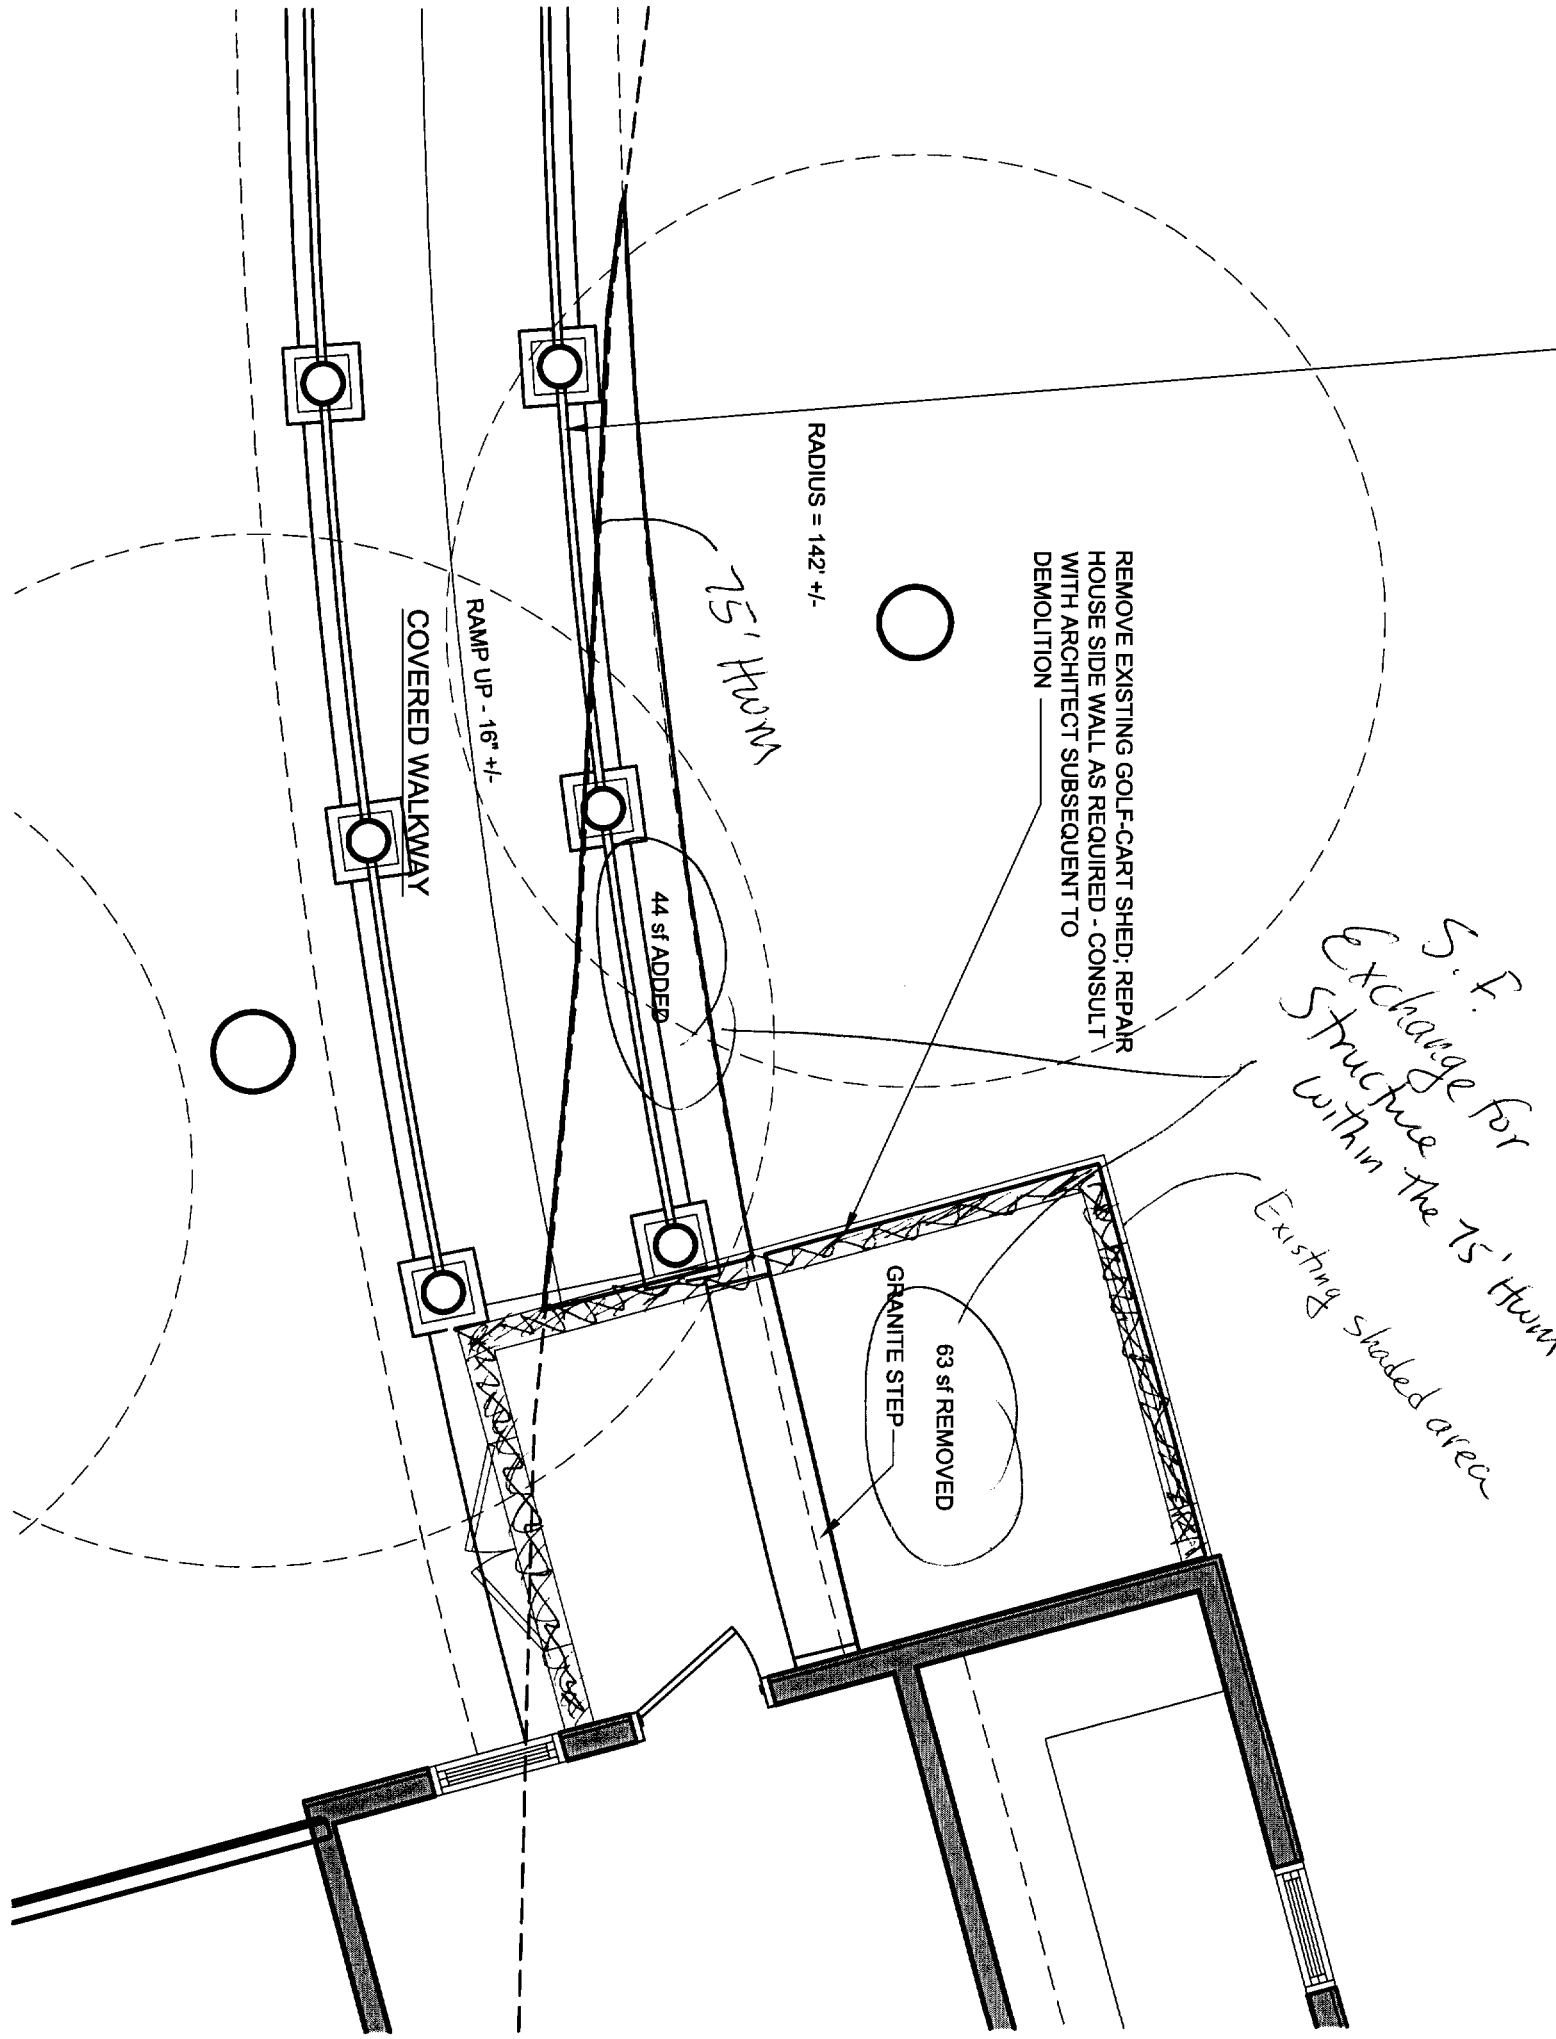 S.F.
Exchange for
Structure
within the 75' HWM
Existing shaded area
REMOVE EXISTING GOLF-CART SHED; REPAIR
HOUSE SIDE WALL AS REQUIRED - CONSULT
WITH ARCHITECT SUBSEQUENT TO
DEMOLITION
RADIUS = 142' +/-
75' HWM
63 sf REMOVED
GRANITE STEP
44 sf ADDED
RAMP UP - 16" +/-
COVERED WALKWAY